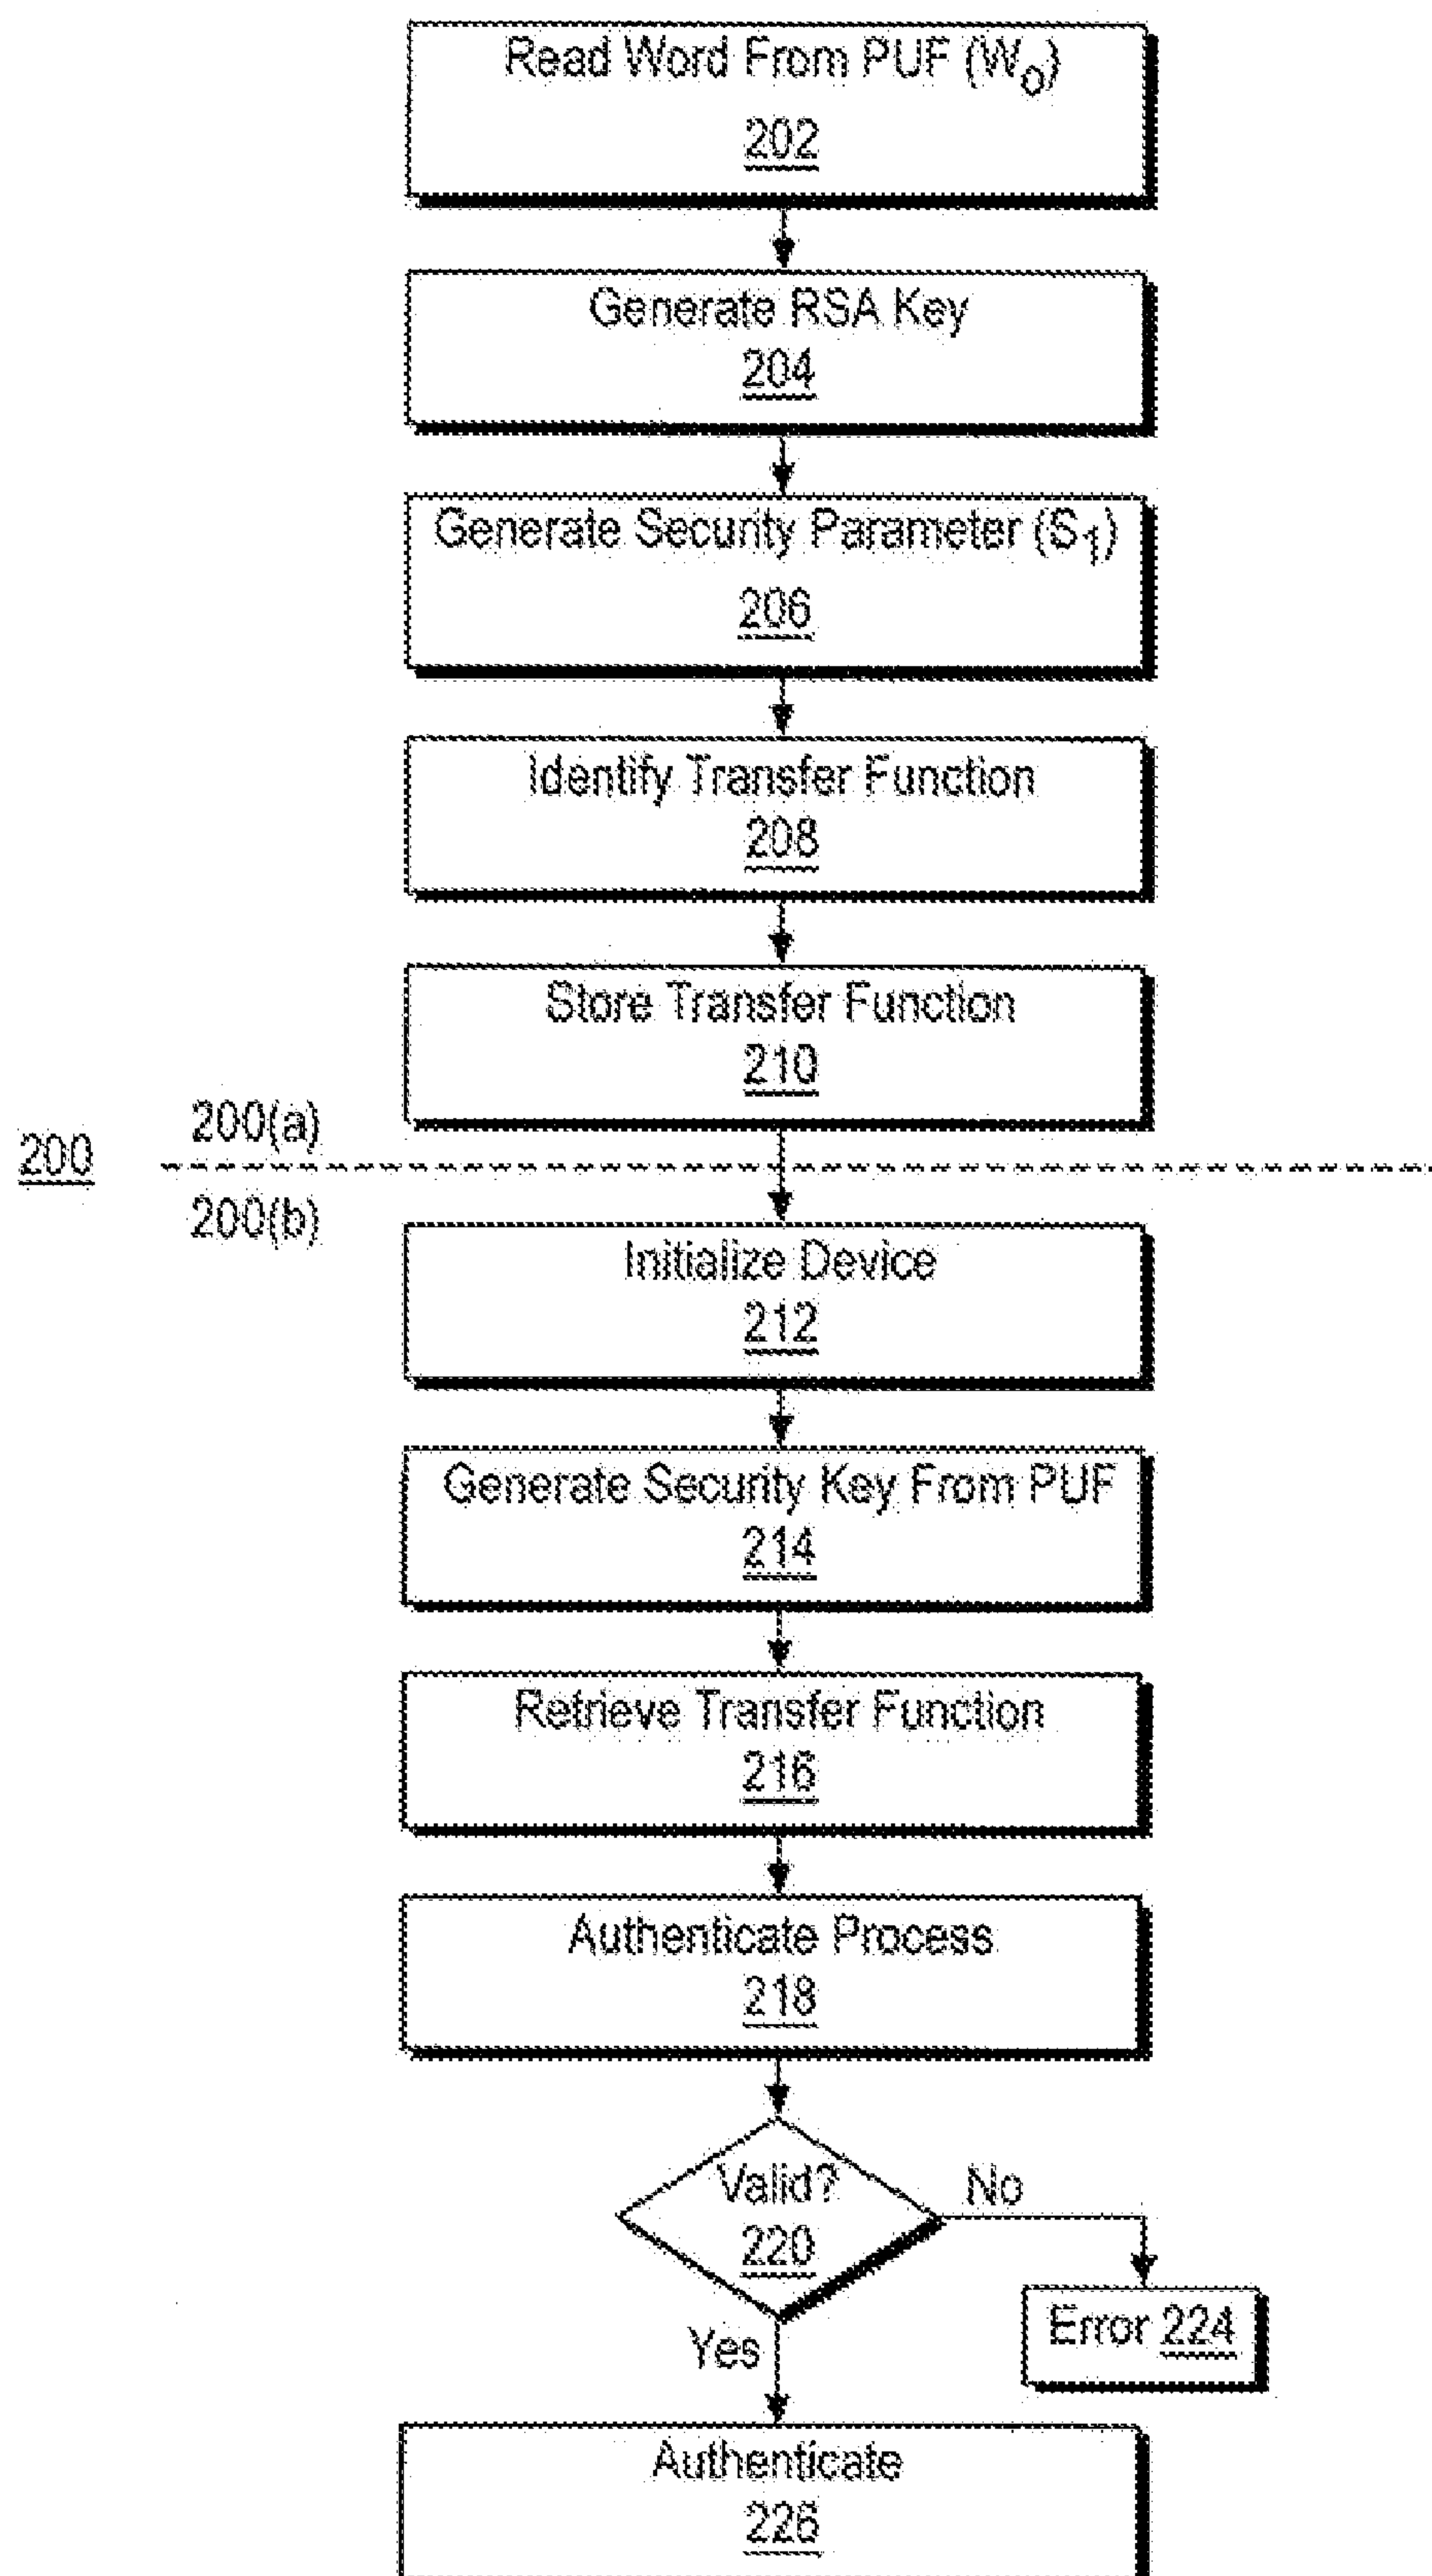 Read Word From PUF (Wo)
202
Generate RSA Key
204
Generate Security Parameter (S1)
206
Identify Transfer Function
208
Store Transfer Function
210
200(a)
200
200(b)
Initialize Device
212
Generate Security Key From PUF
214
Retrieve Transfer Function
216
Authenticate Process
218
Valid?
No
220
Error 224
Yes
Authenticate
226